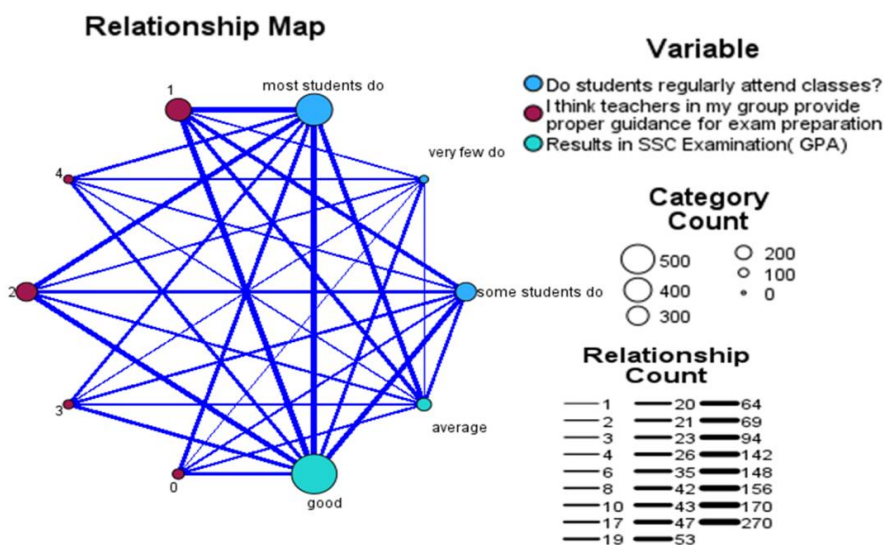 Relationship Map
1
most students do
4
very few do
2
some students do
3
average
0
good
Variable
Do students regularly attend classes?
I think teachers in my group provide
proper guidance for exam preparation
Results in SSC Examination( GPA)
Category
Count
500
400
300
200
100
0
Relationship
Count
1
2
3
4
6
8
10
17
19
20
21
23
26
35
42
43
47
53
64
69
94
142
148
156
170
270